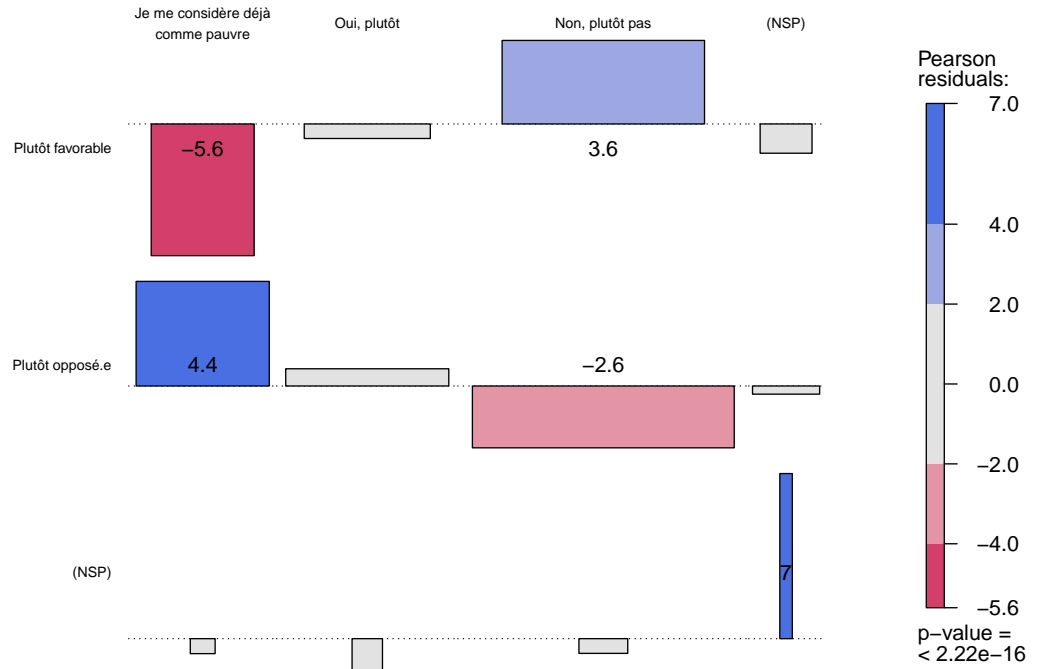 Je me considère déjà
comme pauvre
Oui, plutôt
Non, plutôt pas
(NSP)
Plutôt favorable
−5.6
3.6
Plutôt opposé.e
4.4
−2.6
(NSP)
7
Pearson
residuals:
7.0
4.0
2.0
0.0
−2.0
−4.0
−5.6
p−value =
< 2.22e−16